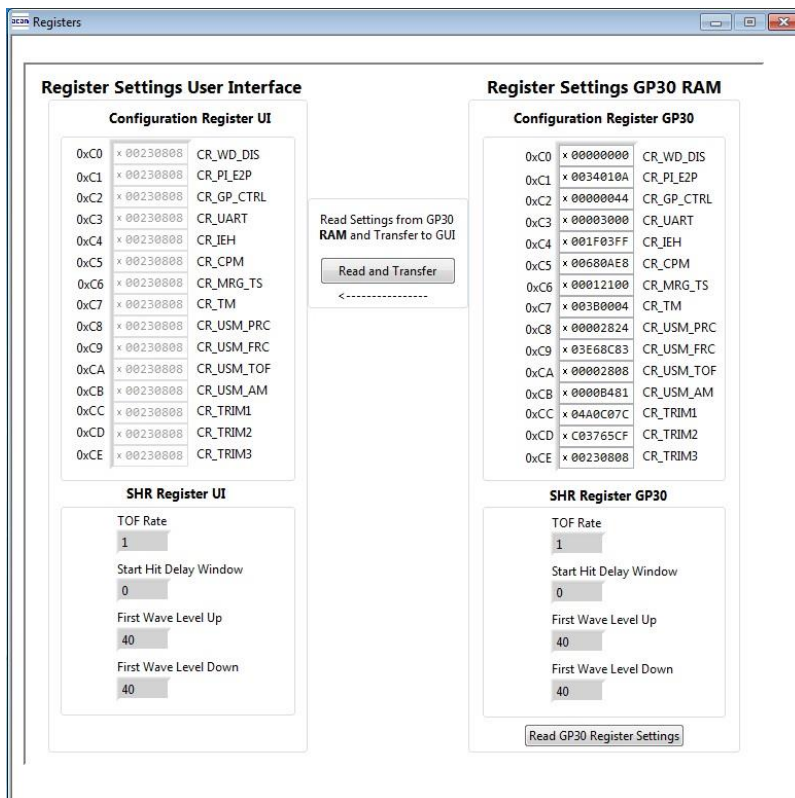 acam Registers
Register Settings User Interface
Configuration Register UI
0xC0 x 00230808 CR_WD_DIS
0xC1 x 00230808 CR_PI_E2P
0xC2 x 00230808 CR_GP_CTRL
0xC3 x 00230808 CR_UART
0xC4 x 00230808 CR_IEH
0xC5 x 00230808 CR_CPM
0xC6 x 00230808 CR_MRG_TS
0xC7 x 00230808 CR_TM
0xC8 x 00230808 CR_USM_PRC
0xC9 x 00230808 CR_USM_FRC
0xCA x 00230808 CR_USM_TOF
0xCB x 00230808 CR_USM_AM
0xCC x 00230808 CR_TRIM1
0xCD x 00230808 CR_TRIM2
0xCE x 00230808 CR_TRIM3
SHR Register UI
TOF Rate
1
Start Hit Delay Window
0
First Wave Level Up
40
First Wave Level Down
40
Read Settings from GP30
RAM and Transfer to GUI
Read and Transfer
<----------------
Register Settings GP30 RAM
Configuration Register GP30
0xC0 x 00000000 CR_WD_DIS
0xC1 x 0034010A CR_PI_E2P
0xC2 x 00000044 CR_GP_CTRL
0xC3 x 00003000 CR_UART
0xC4 x 001F03FF CR_IEH
0xC5 x 00680AE8 CR_CPM
0xC6 x 00012100 CR_MRG_TS
0xC7 x 003B0004 CR_TM
0xC8 x 00002824 CR_USM_PRC
0xC9 x 03E68C83 CR_USM_FRC
0xCA x 00002808 CR_USM_TOF
0xCB x 0000B481 CR_USM_AM
0xCC x 04A0C07C CR_TRIM1
0xCD x C03765CF CR_TRIM2
0xCE x 00230808 CR_TRIM3
SHR Register GP30
TOF Rate
1
Start Hit Delay Window
0
First Wave Level Up
40
First Wave Level Down
40
Read GP30 Register Settings